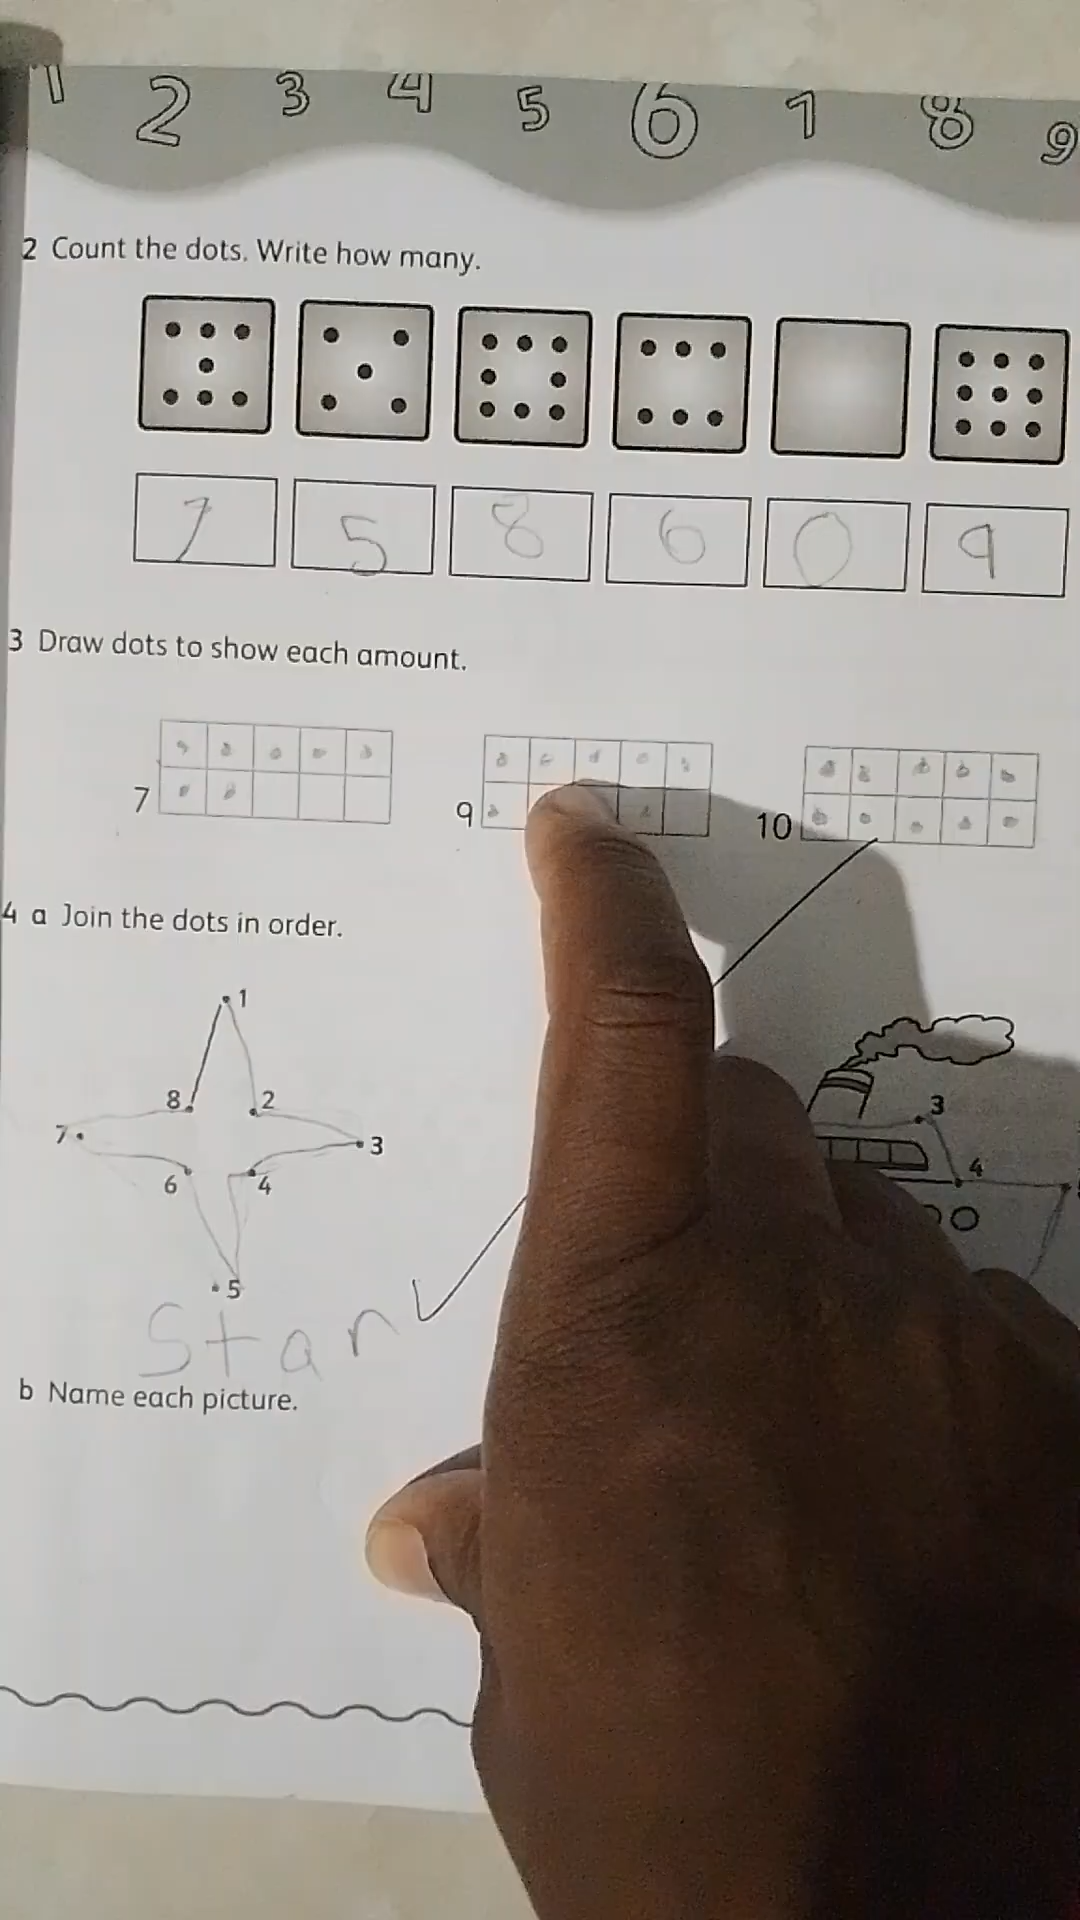 1 2 3 4 5 6 7 8 9
2 Count the dots. Write how many.
7 5 8 6 0 9
3 Draw dots to show each amount.
7 9 10
4 a Join the dots in order.
1
8 2
7 3
6 4
5
3
4
Star
b Name each picture.